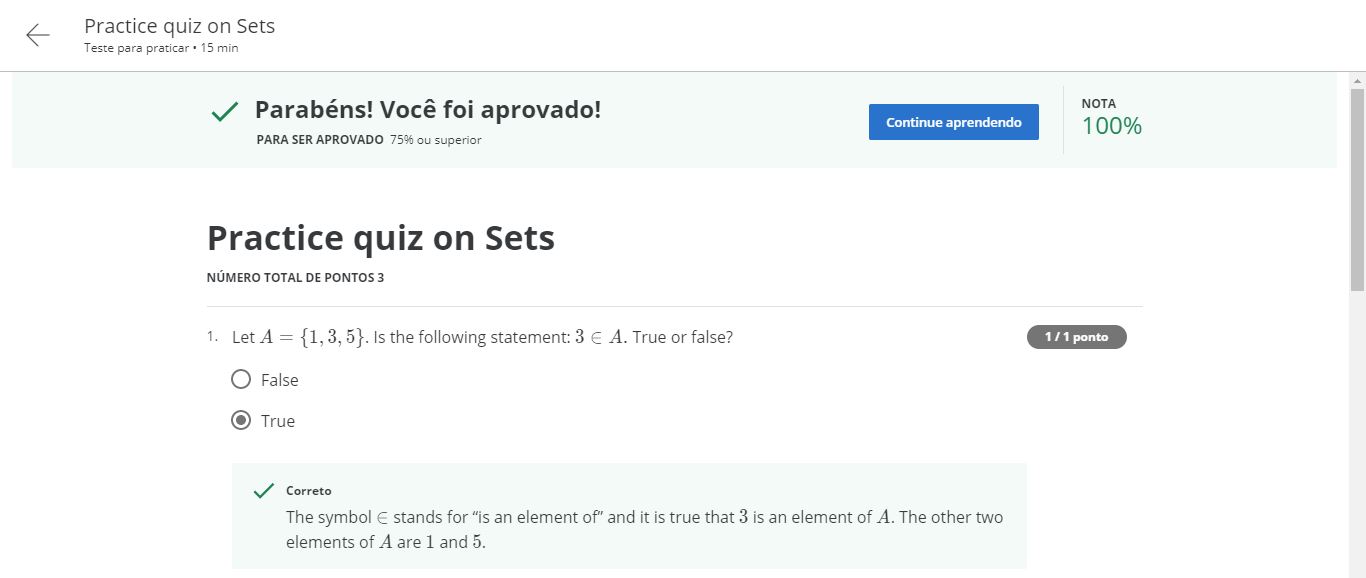 Practice quiz on Sets
Teste para praticar • 15 min
Parabéns! Você foi aprovado!
PARA SER APROVADO 75% ou superior
Continue aprendendo
NOTA
100%
Practice quiz on Sets
NÚMERO TOTAL DE PONTOS 3
1. Let A = {1, 3, 5}. Is the following statement: 3 ∈ A. True or false?
1 / 1 ponto
False
True
Correto
The symbol ∈ stands for “is an element of” and it is true that 3 is an element of A. The other two
elements of A are 1 and 5.